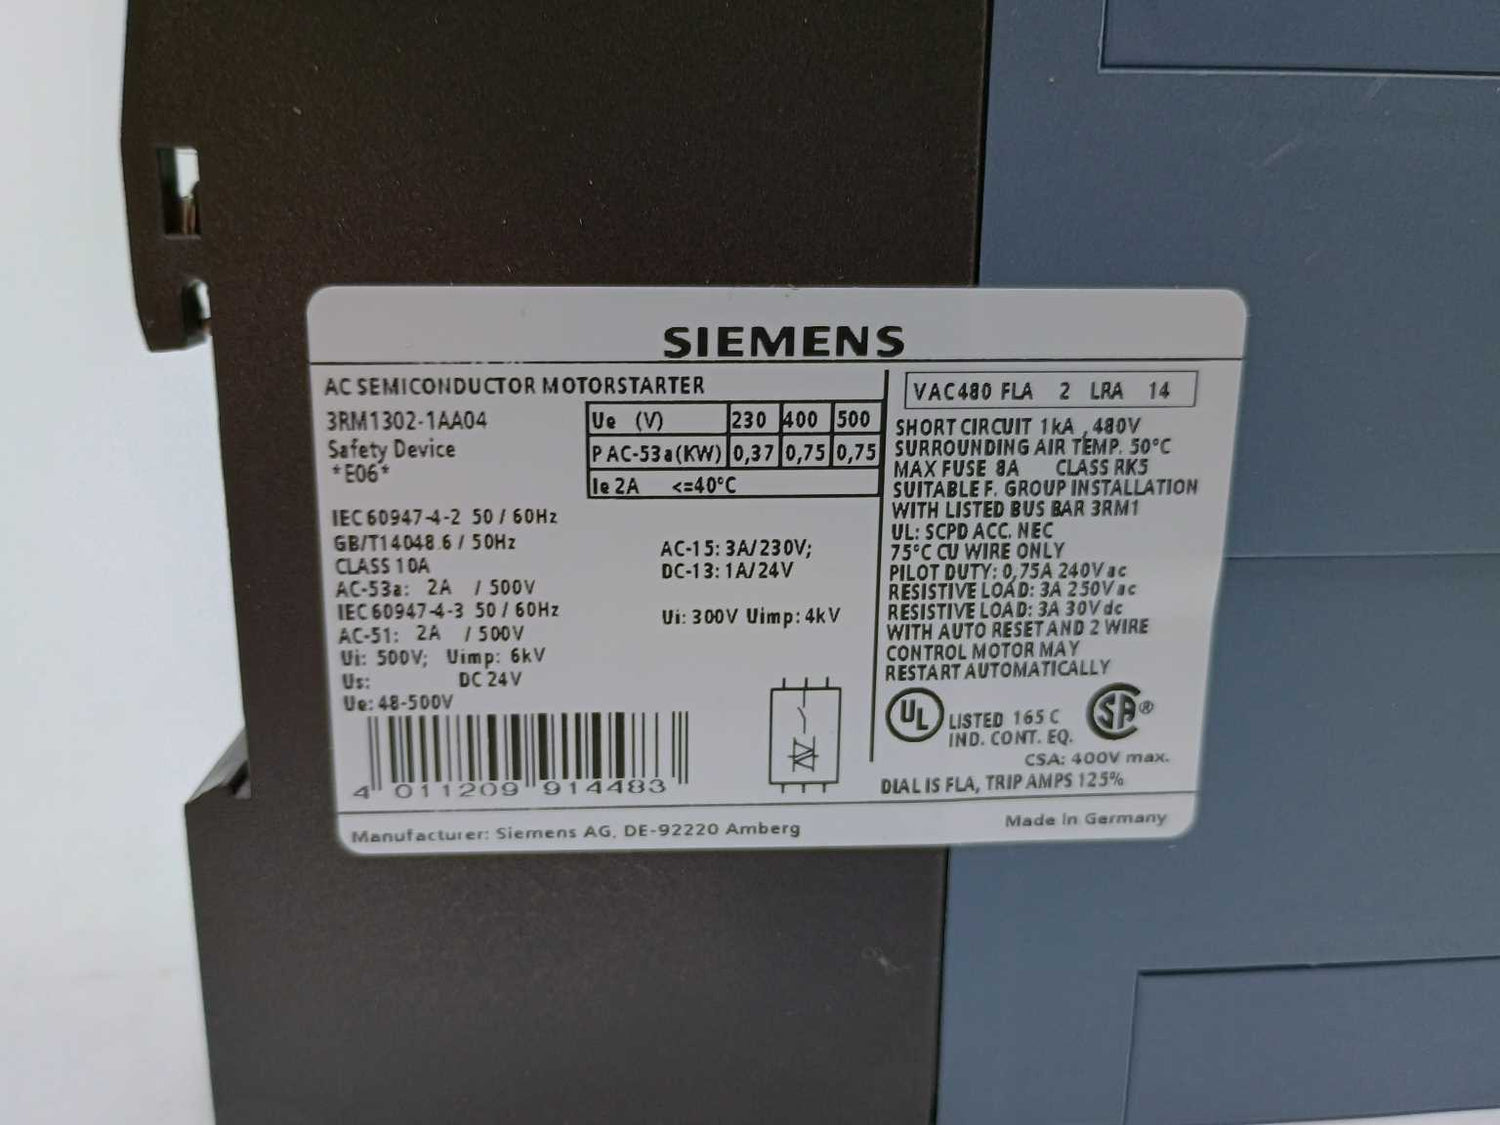 SIEMENS
AC SEMICONDUCTOR MOTORSTARTER
3RM1302-1AA04
Safety Device
*E06*
Ue (V) 230 400 500
P AC-53a(KW) 0,37 0,75 0,75
Ie 2A <=40°C
IEC 60947-4-2 50 / 60Hz
GB/T14048.6 / 50Hz
CLASS 10A
AC-53a: 2A / 500V
IEC 60947-4-3 50 / 60Hz
AC-51: 2A / 500V
Ui: 500V; Uimp: 6kV
Us: DC 24V
Ue: 48-500V
AC-15: 3A/230V;
DC-13: 1A/24V
Ui: 300V Uimp: 4kV
4 011209 914483
VAC480 FLA 2 LRA 14
SHORT CIRCUIT 1kA , 480V
SURROUNDING AIR TEMP. 50°C
MAX FUSE 8A CLASS RK5
SUITABLE F. GROUP INSTALLATION
WITH LISTED BUS BAR 3RM1
UL: SCPD ACC. NEC
75°C CU WIRE ONLY
PILOT DUTY: 0,75A 240Vac
RESISTIVE LOAD: 3A 250Vac
RESISTIVE LOAD: 3A 30Vdc
WITH AUTO RESET AND 2 WIRE
CONTROL MOTOR MAY
RESTART AUTOMATICALLY
UL LISTED 165 C SA®
IND. CONT. EQ.
CSA: 400V max.
DIAL IS FLA, TRIP AMPS 125%
Manufacturer: Siemens AG, DE-92220 Amberg
Made In Germany